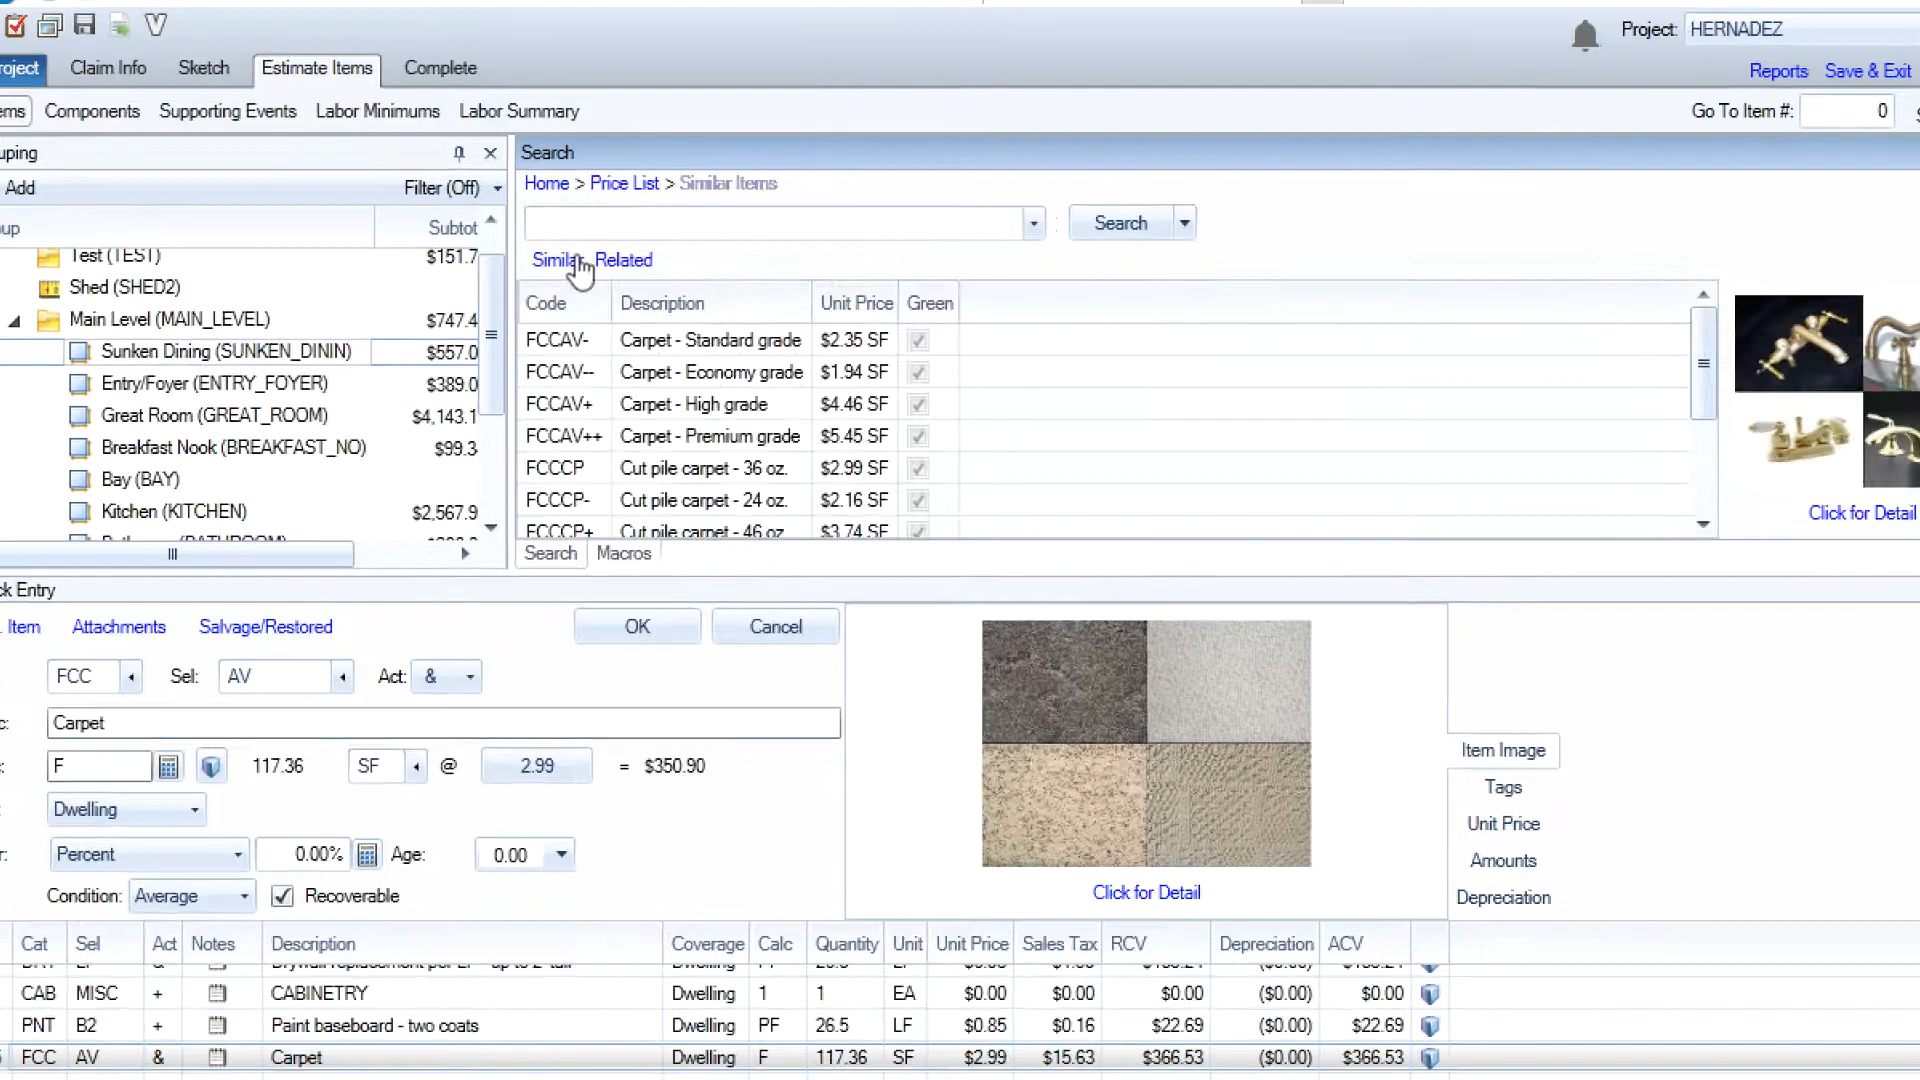 Project: HERNADEZ
roject Claim Info Sketch Estimate Items Complete
Reports Save & Exit
ems Components Supporting Events Labor Minimums Labor Summary
Go To Item #: 0
uping
Add Filter (Off)
oup Subtot
Test (TEST) $151.7
Shed (SHED2)
Main Level (MAIN_LEVEL) $747.4
Sunken Dining (SUNKEN_DININ) $557.0
Entry/Foyer (ENTRY_FOYER) $389.0
Great Room (GREAT_ROOM) $4,143.1
Breakfast Nook (BREAKFAST_NO) $99.3
Bay (BAY)
Kitchen (KITCHEN) $2,567.9
Search
Home > Price List > Similar Items
Search
Similar Related
Code Description Unit Price Green
FCCAV- Carpet - Standard grade $2.35 SF
FCCAV-- Carpet - Economy grade $1.94 SF
FCCAV+ Carpet - High grade $4.46 SF
FCCAV++ Carpet - Premium grade $5.45 SF
FCCCP Cut pile carpet - 36 oz. $2.99 SF
FCCCP- Cut pile carpet - 24 oz. $2.16 SF
FCCCP+ Cut pile carpet - 46 oz $3.74 SF
Click for Detail
Search Macros
ck Entry
Item Attachments Salvage/Restored OK Cancel
FCC Sel: AV Act: &
c: Carpet
: F 117.36 SF @ 2.99 = $350.90
: Dwelling
r: Percent 0.00% Age: 0.00
Condition: Average Recoverable
Click for Detail
Item Image
Tags
Unit Price
Amounts
Depreciation
Cat Sel Act Notes Description Coverage Calc Quantity Unit Unit Price Sales Tax RCV Depreciation ACV
CAB MISC + CABINETRY Dwelling 1 1 EA $0.00 $0.00 $0.00 ($0.00) $0.00
PNT B2 + Paint baseboard - two coats Dwelling PF 26.5 LF $0.85 $0.16 $22.69 ($0.00) $22.69
FCC AV & Carpet Dwelling F 117.36 SF $2.99 $15.63 $366.53 ($0.00) $366.53